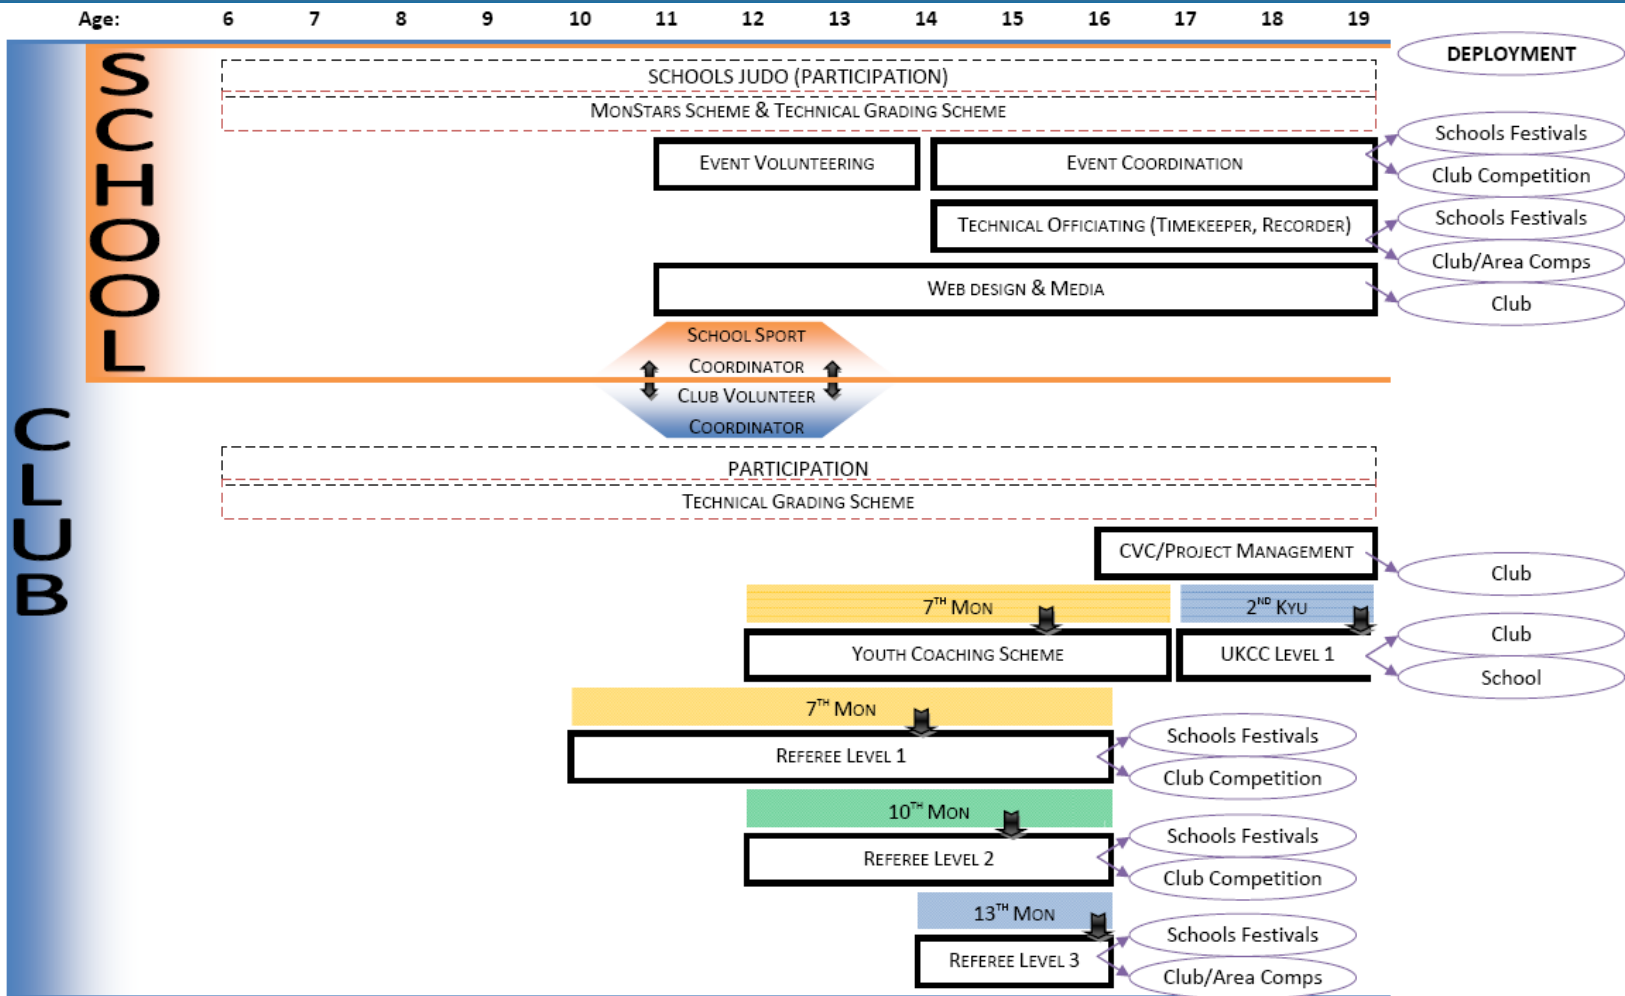 Age: 6 7 8 9 10 11 12 13 14 15 16 17 18 19
DEPLOYMENT
SCHOOL
SCHOOLS JUDO (PARTICIPATION)
MONSTARS SCHEME & TECHNICAL GRADING SCHEME
EVENT VOLUNTEERING
EVENT COORDINATION
Schools Festivals
Club Competition
TECHNICAL OFFICIATING (TIMEKEEPER, RECORDER)
Schools Festivals
Club/Area Comps
WEB DESIGN & MEDIA
Club
SCHOOL SPORT
COORDINATOR
CLUB VOLUNTEER
COORDINATOR
CLUB
PARTICIPATION
TECHNICAL GRADING SCHEME
CVC/PROJECT MANAGEMENT
Club
7TH MON
2ND KYU
YOUTH COACHING SCHEME
UKCC LEVEL 1
Club
School
7TH MON
REFEREE LEVEL 1
Schools Festivals
Club Competition
10TH MON
REFEREE LEVEL 2
Schools Festivals
Club Competition
13TH MON
REFEREE LEVEL 3
Schools Festivals
Club/Area Comps